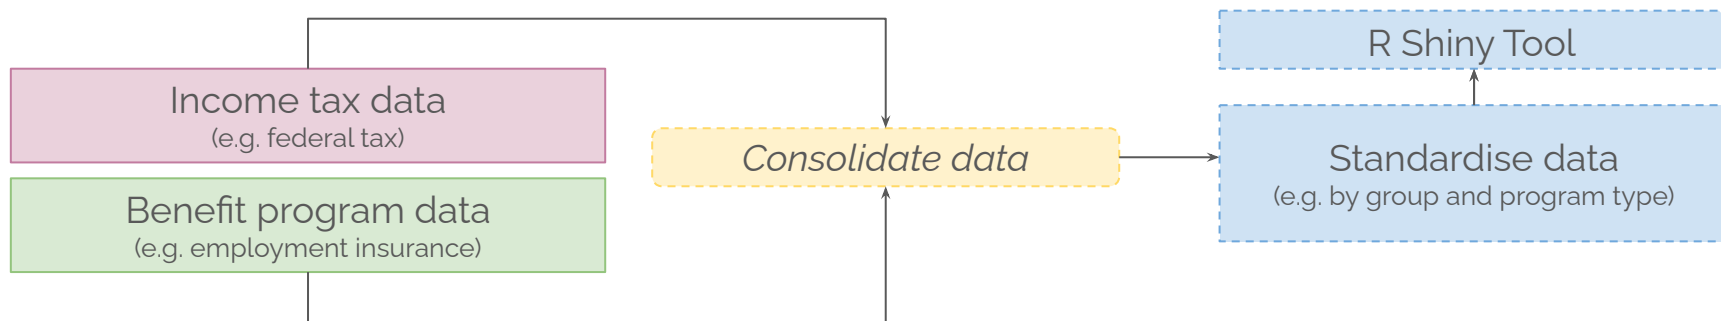 Income tax data
(e.g. federal tax)
Benefit program data
(e.g. employment insurance)
Consolidate data
R Shiny Tool
Standardise data
(e.g. by group and program type)